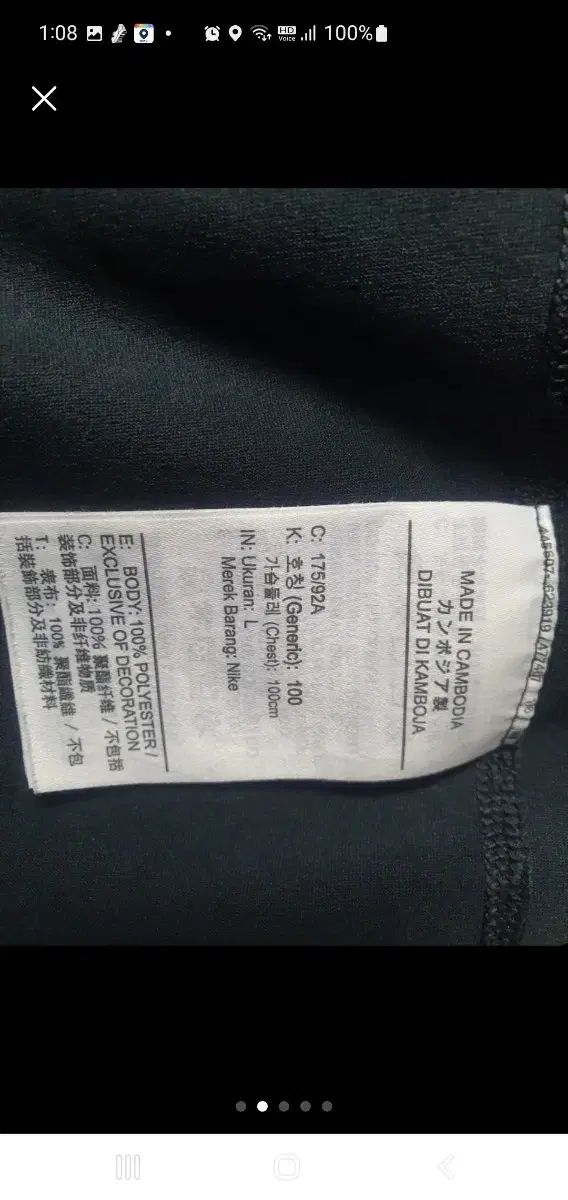 1:08 HD Voice 100%
MADE IN CAMBODIA
カンボジア製
DIBUAT DI KAMBOJA
C: 175/92A
K: 호칭 (Generic): 100
가슴둘레 (Chest): 100cm
IN: Ukuran: L
Merek Barang: Nike
E: BODY: 100% POLYESTER /
EXCLUSIVE OF DECORATION
C: 面料: 100% 聚酯纤维 / 不包括
装饰部分及非纤维物质
T: 表布: 100% 聚酯纖維 / 不包
括裝飾部分及非紡織材料